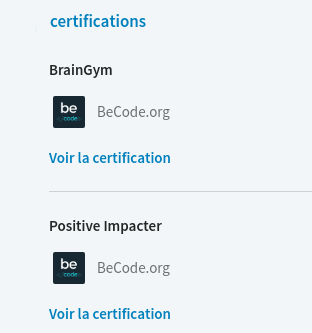 certifications
BrainGym
be
code
BeCode.org
Voir la certification
Positive Impacter
be
code
BeCode.org
Voir la certification